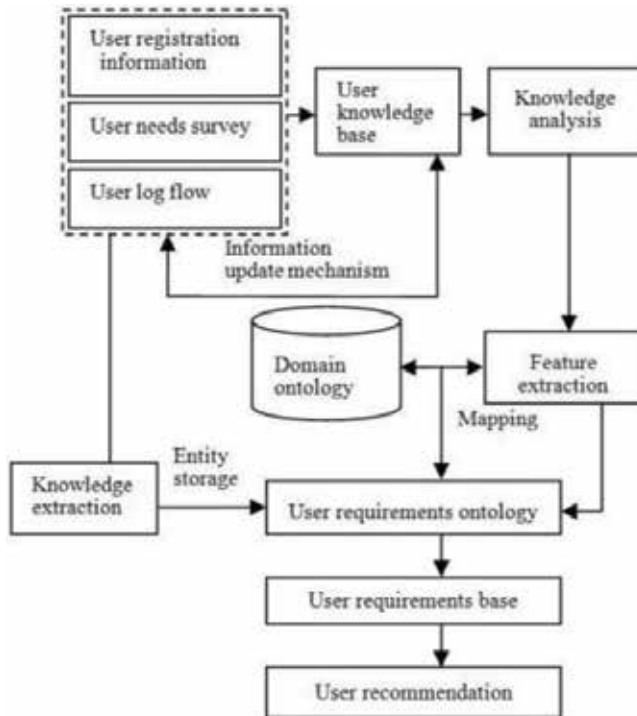 User registration
information
User needs survey
User log flow
User
knowledge
base
Knowledge
analysis
Information
update mechanism
Domain
ontology
Feature
extraction
Mapping
Entity
storage
Knowledge
extraction
User requirements ontology
User requirements base
User recommendation